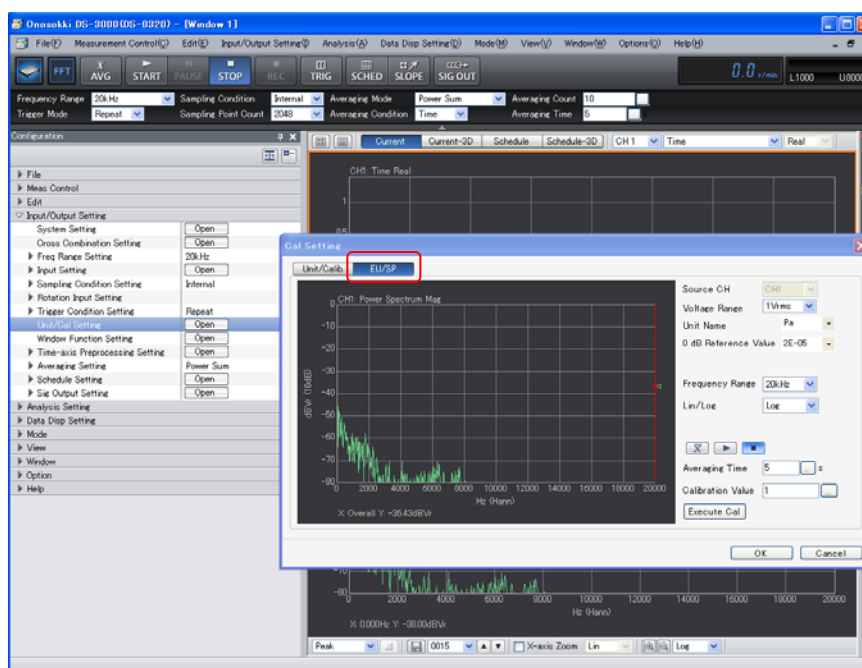 Onosokki DS-3000(DS-0320) - [Window 1]
File(F) Measurement Control(C) Edit(E) Input/Output Setting(I) Analysis(A) Data Disp Setting(D) Mode(M) View(V) Window(W) Options(O) Help(H)
FFT AVG START PAUSE STOP REC TRIG SCHED SLOPE SIG OUT 0.0 r/min L:1000 U:8000
Frequency Range 20kHz Sampling Condition Internal Averaging Mode Power Sum Averaging Count 10
Trigger Mode Repeat Sampling Point Count 2048 Averaging Condition Time Averaging Time 5
Configuration
Current Current-3D Schedule Schedule-3D CH 1 Time Real
File
Meas Control
Edit
Input/Output Setting
System Setting Open
Cross Combination Setting Open
Freq Range Setting 20kHz
Input Setting Open
Sampling Condition Setting Internal
Rotation Input Setting
Trigger Condition Setting Repeat
Unit/Cal Setting Open
Window Function Setting Open
Time-axis Preprocessing Setting Open
Averaging Setting Power Sum
Schedule Setting Open
Sig Output Setting Open
Analysis Setting
Data Disp Setting
Mode
View
Window
Option
Help
CH1: Time Real
1
0.5
Cal Setting
Unit/Calib. EU/SP
CH1: Power Spectrum Mag
0
-10
-20
-30
-40
-50
-60
-70
-80
dBVr (10dB)
0 2000 4000 6000 8000 10000 12000 14000 16000 18000 20000
Hz (Hann)
X: Overall Y: -36.43dBVr
Source CH CH1
Voltage Range 1Vrms
Unit Name Pa
0 dB Reference Value 2E-05
Frequency Range 20kHz
Lin/Log Log
Averaging Time 5 s
Calibration Value 1
Execute Cal
OK Cancel
-70
-80
0 2000 4000 6000 8000 10000 12000 14000 16000 18000 20000
Hz (Hann)
X: 0.000Hz Y: -38.00dBVr
Peak 0015 X-axis Zoom Lin Log